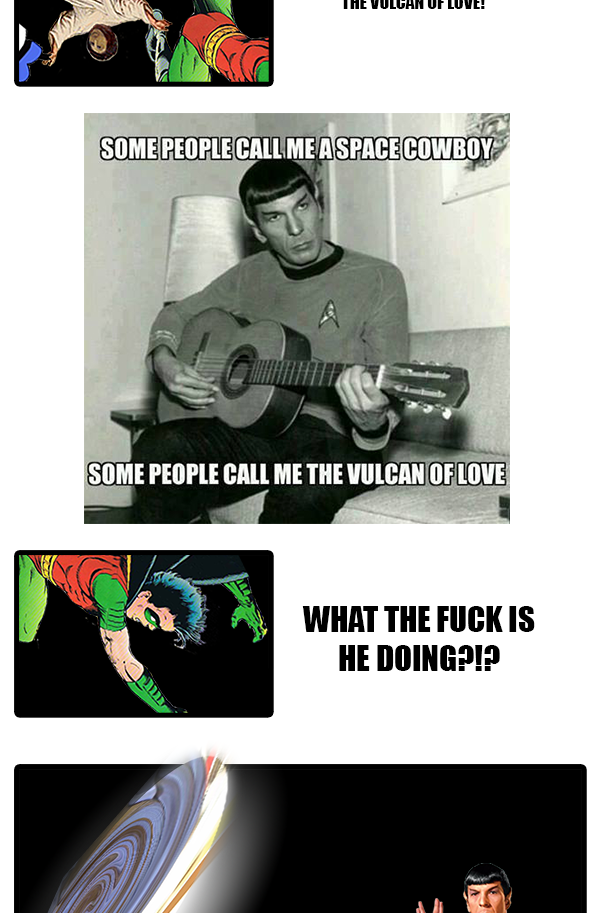 THE VULCAN OF LOVE!
SOME PEOPLE CALL ME A SPACE COWBOY
SOME PEOPLE CALL ME THE VULCAN OF LOVE
WHAT THE FUCK IS
HE DOING?!?